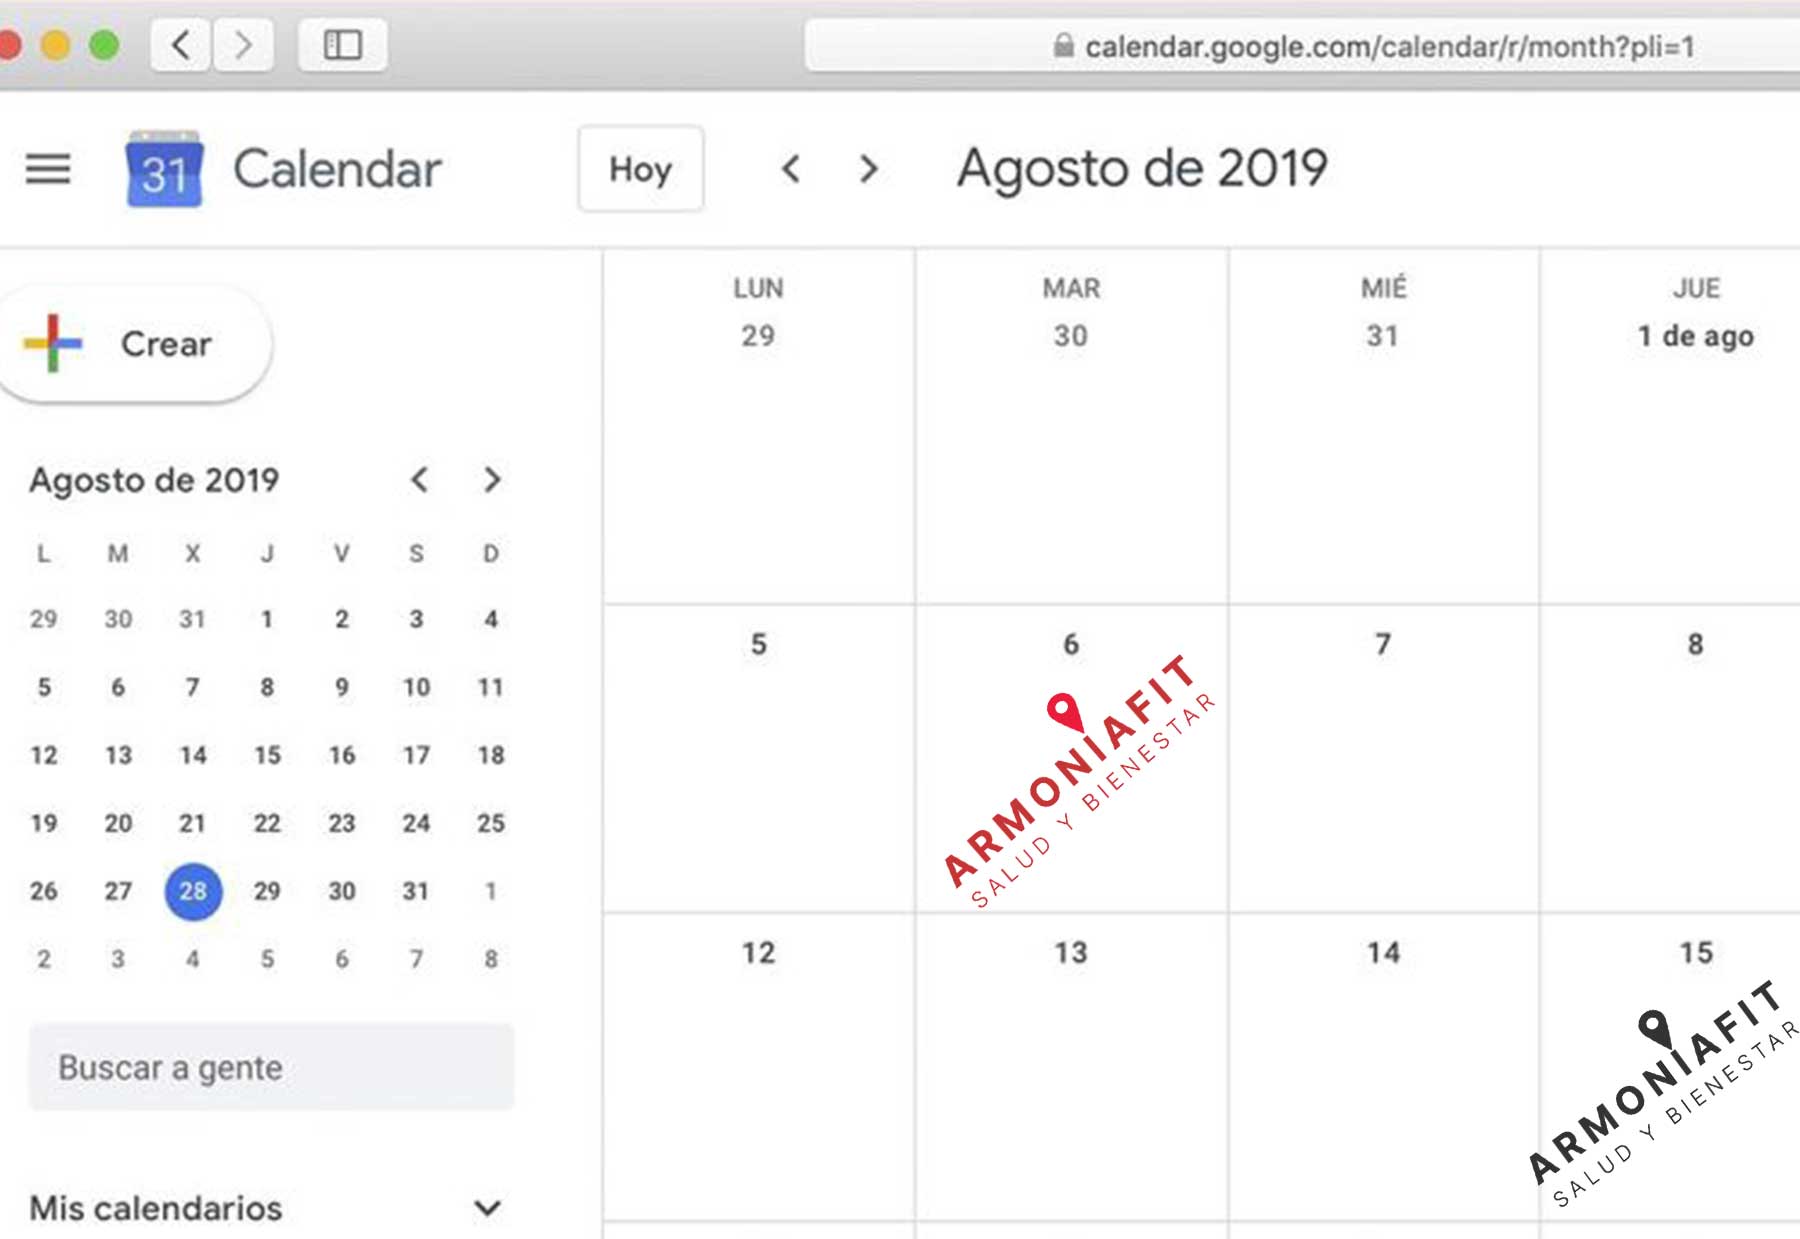 calendar.google.com/calendar/r/month?pli=1
31 Calendar Hoy Agosto de 2019
Crear
LUN MAR MIÉ JUE
29 30 31 1 de ago
Agosto de 2019
L M X J V S D
29 30 31 1 2 3 4
5 6 7 8 9 10 11
12 13 14 15 16 17 18
19 20 21 22 23 24 25
26 27 28 29 30 31 1
2 3 4 5 6 7 8
Buscar a gente
Mis calendarios
5 6 7 8
ARMONIAFIT
SALUD Y BIENESTAR
12 13 14 15
ARMONIAFIT
SALUD Y BIENESTAR